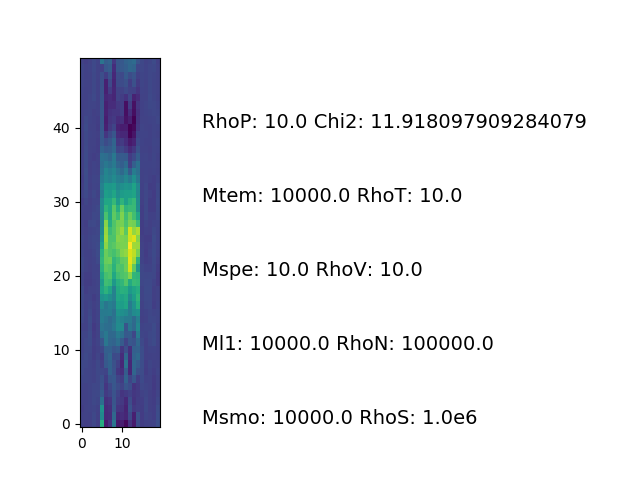 RhoP: 10.0 Chi2: 11.918097909284079
40
Mtem: 10000.0 RhoT: 10.0
30
Mspe: 10.0 RhoV: 10.0
20
Ml1: 10000.0 RhoN: 100000.0
10
Msmo: 10000.0 RhoS: 1.0e6
0
0 10